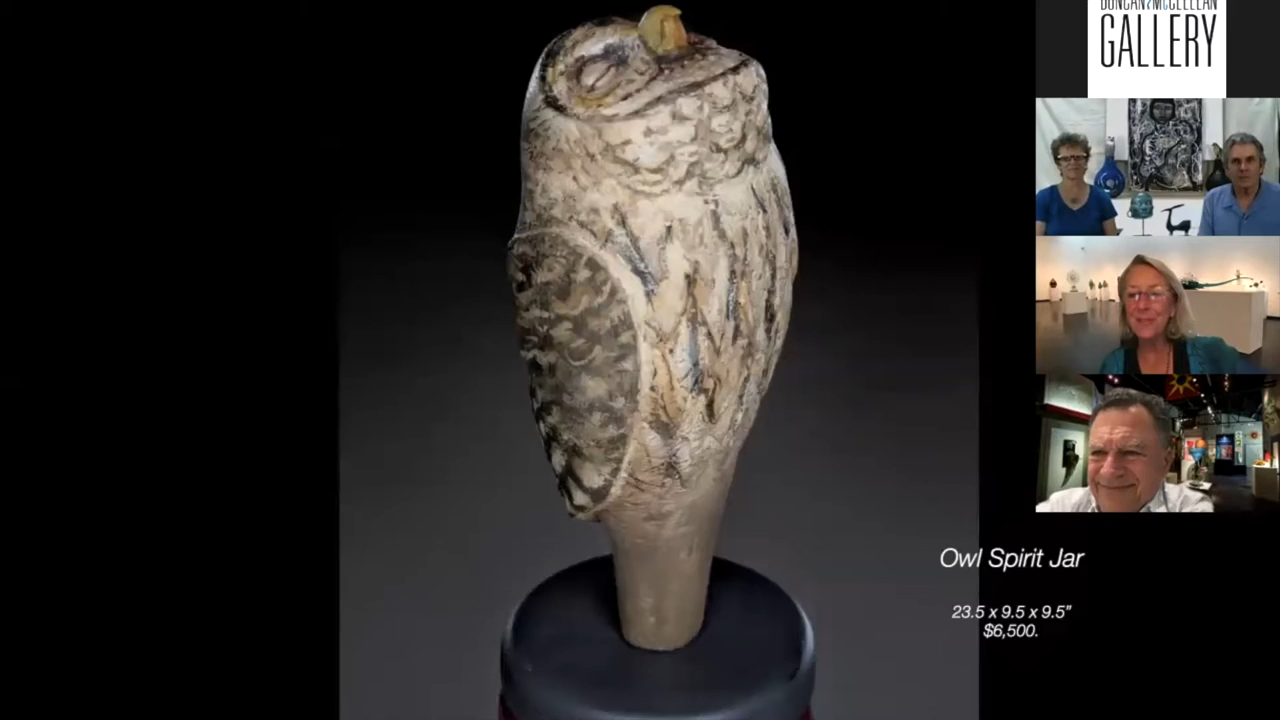 DUNCAN McCLELLAN
GALLERY
Owl Spirit Jar
23.5 x 9.5 x 9.5"
$6,500.